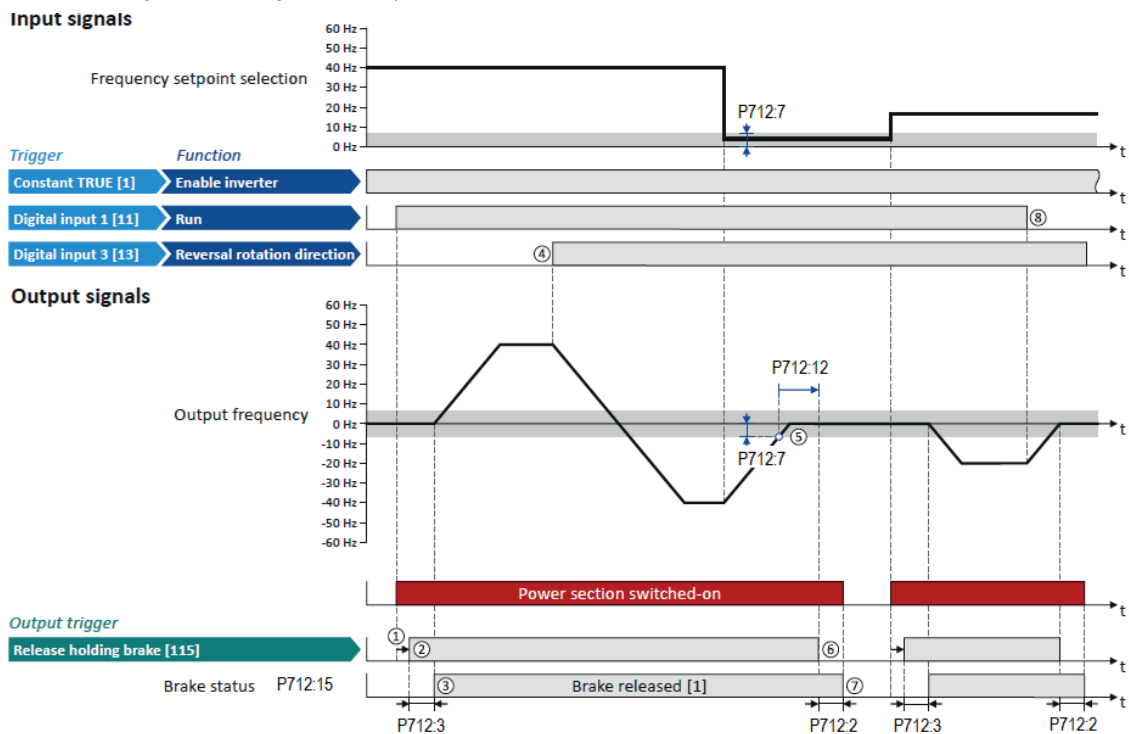 Input signals
60 Hz
50 Hz
40 Hz
30 Hz
20 Hz
10 Hz
0 Hz
Frequency setpoint selection
P712:7
t
Trigger Function
Constant TRUE [1] Enable inverter
t
Digital input 1 [11] Run ⑧
t
Digital input 3 [13] Reversal rotation direction ④
t
Output signals
60 Hz
50 Hz
40 Hz
30 Hz
20 Hz
10 Hz
0 Hz
-10 Hz
-20 Hz
-30 Hz
-40 Hz
-50 Hz
-60 Hz
Output frequency
P712:12
t
⑤
P712:7
Power section switched-on
t
Output trigger
Release holding brake [115] ① ② ⑥
t
Brake status P712:15 ③ Brake released [1] ⑦
t
P712:3 P712:2 P712:3 P712:2